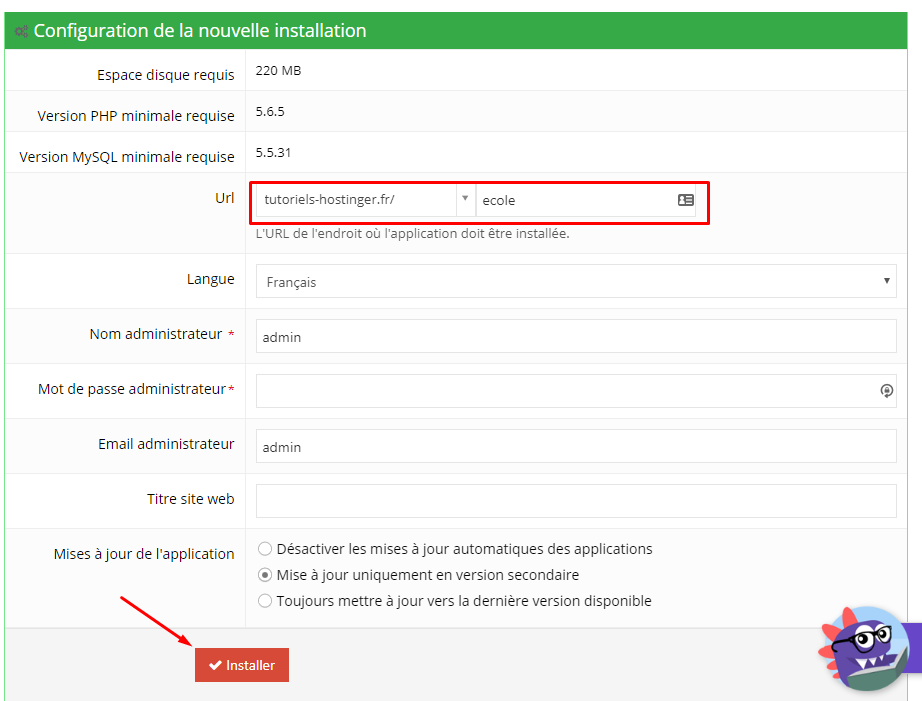 Configuration de la nouvelle installation
Espace disque requis 220 MB
Version PHP minimale requise 5.6.5
Version MySQL minimale requise 5.5.31
Url tutoriels-hostinger.fr/ ecole
L'URL de l'endroit où l'application doit être installée.
Langue Français
Nom administrateur * admin
Mot de passe administrateur*
Email administrateur admin
Titre site web
Mises à jour de l'application Désactiver les mises à jour automatiques des applications
Mise à jour uniquement en version secondaire
Toujours mettre à jour vers la dernière version disponible
Installer